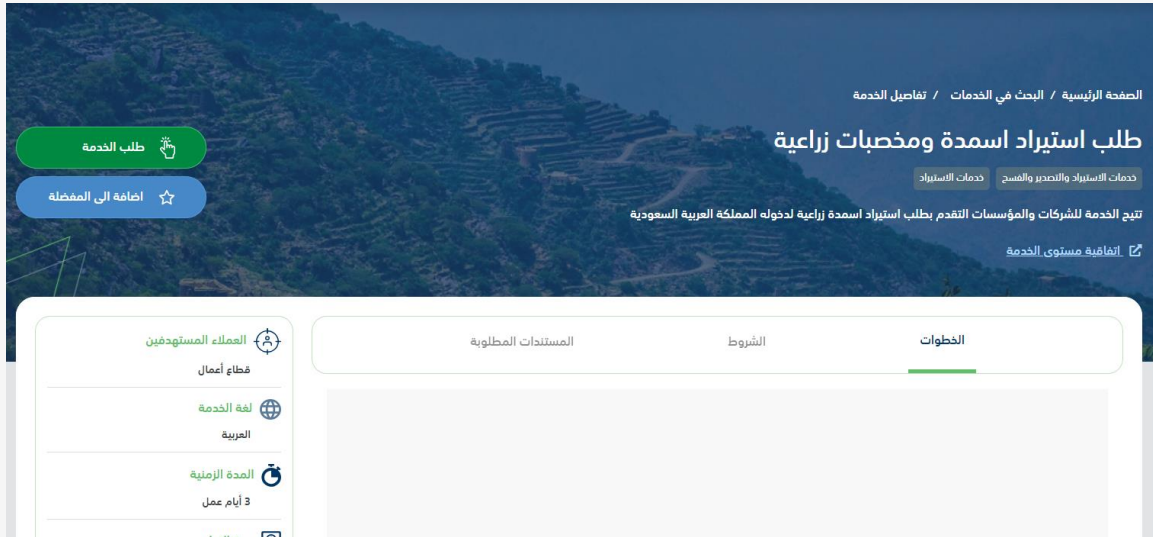 الصفحة الرئيسية / البحث في الخدمات / تفاصيل الخدمة
طلب استيراد اسمدة ومخصبات زراعية
خدمات الاستيراد والتصدير والفسح
خدمات الاستيراد
تتيح الخدمة للشركات والمؤسسات التقدم بطلب استيراد اسمدة زراعية لدخوله المملكة العربية السعودية
اتفاقية مستوى الخدمة
طلب الخدمة
اضافة الى المفضلة
الخطوات
الشروط
المستندات المطلوبة
العملاء المستهدفين
قطاع أعمال
لغة الخدمة
العربية
المدة الزمنية
3 أيام عمل